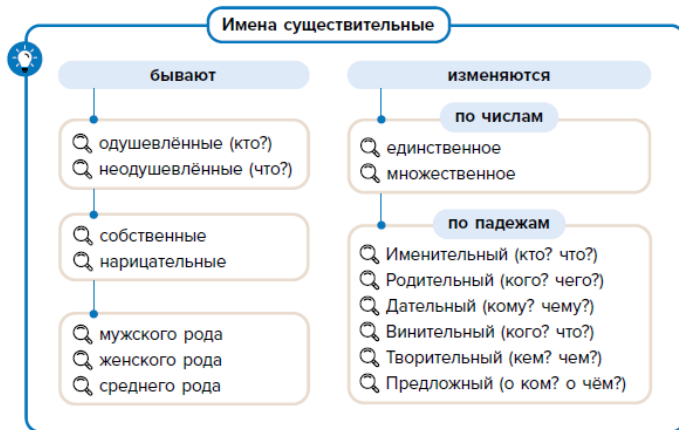 Имена существительные
бывают
одушевлённые (кто?)
неодушевлённые (что?)
собственные
нарицательные
мужского рода
женского рода
среднего рода
изменяются
по числам
единственное
множественное
по падежам
Именительный (кто? что?)
Родительный (кого? чего?)
Дательный (кому? чему?)
Винительный (кого? что?)
Творительный (кем? чем?)
Предложный (о ком? о чём?)